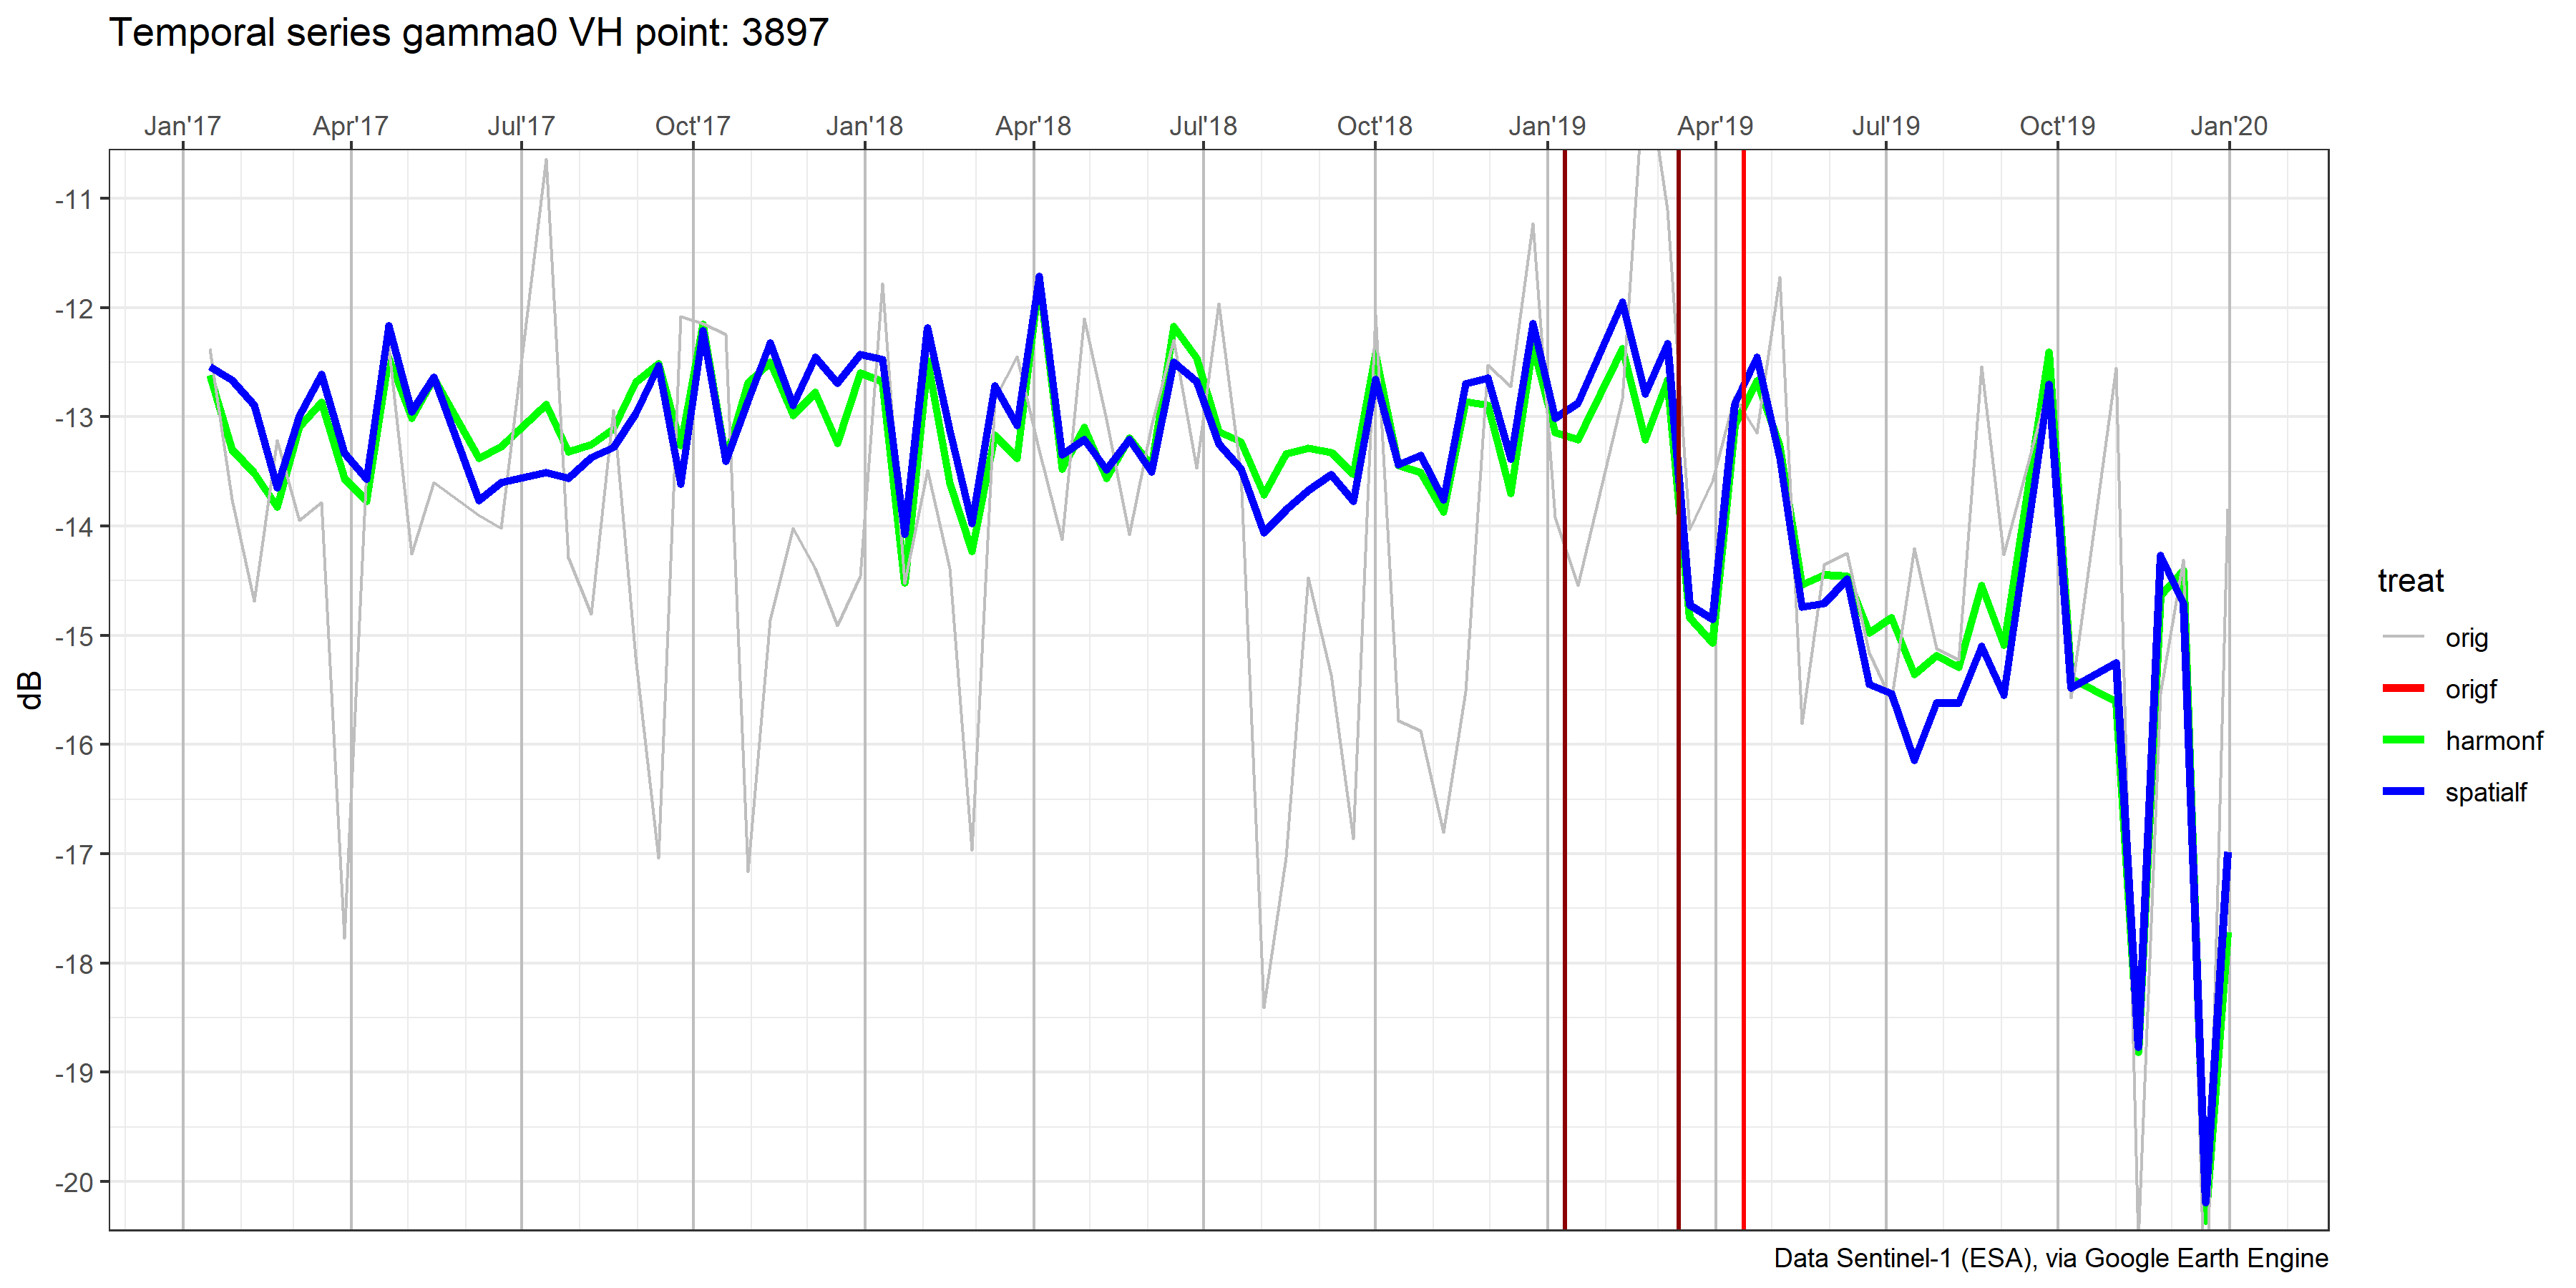 Temporal series gamma0 VH point: 3897
Jan'17 Apr'17 Jul'17 Oct'17 Jan'18 Apr'18 Jul'18 Oct'18 Jan'19 Apr'19 Jul'19 Oct'19 Jan'20
-11
-12
-13
-14
-15
-16
-17
-18
-19
-20
dB
treat
orig
origf
harmonf
spatialf
Data Sentinel-1 (ESA), via Google Earth Engine